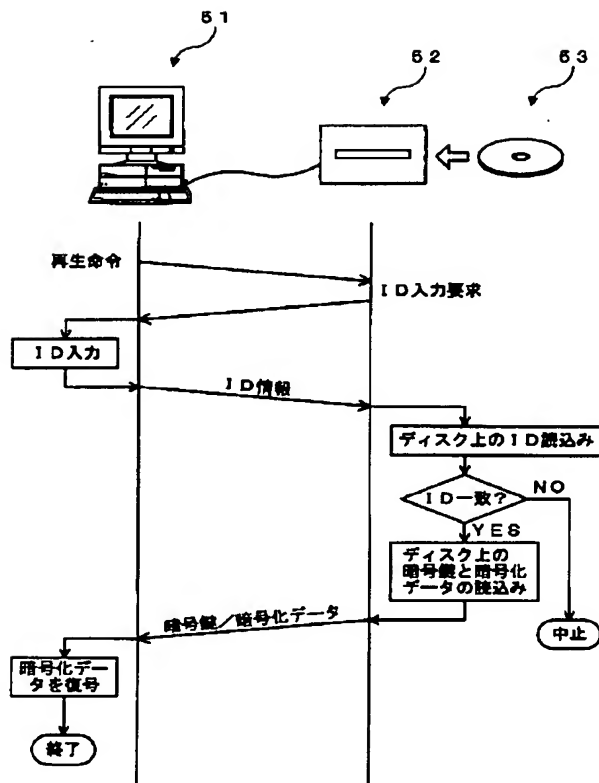 51
52
53
再生命令
ID入力要求
ID入力
ID情報
ディスク上のID読込み
ID一致?
NO
YES
ディスク上の
暗号鍵と暗号化
データの読込み
暗号鍵/暗号化データ
中止
暗号化デー
タを復号
終了